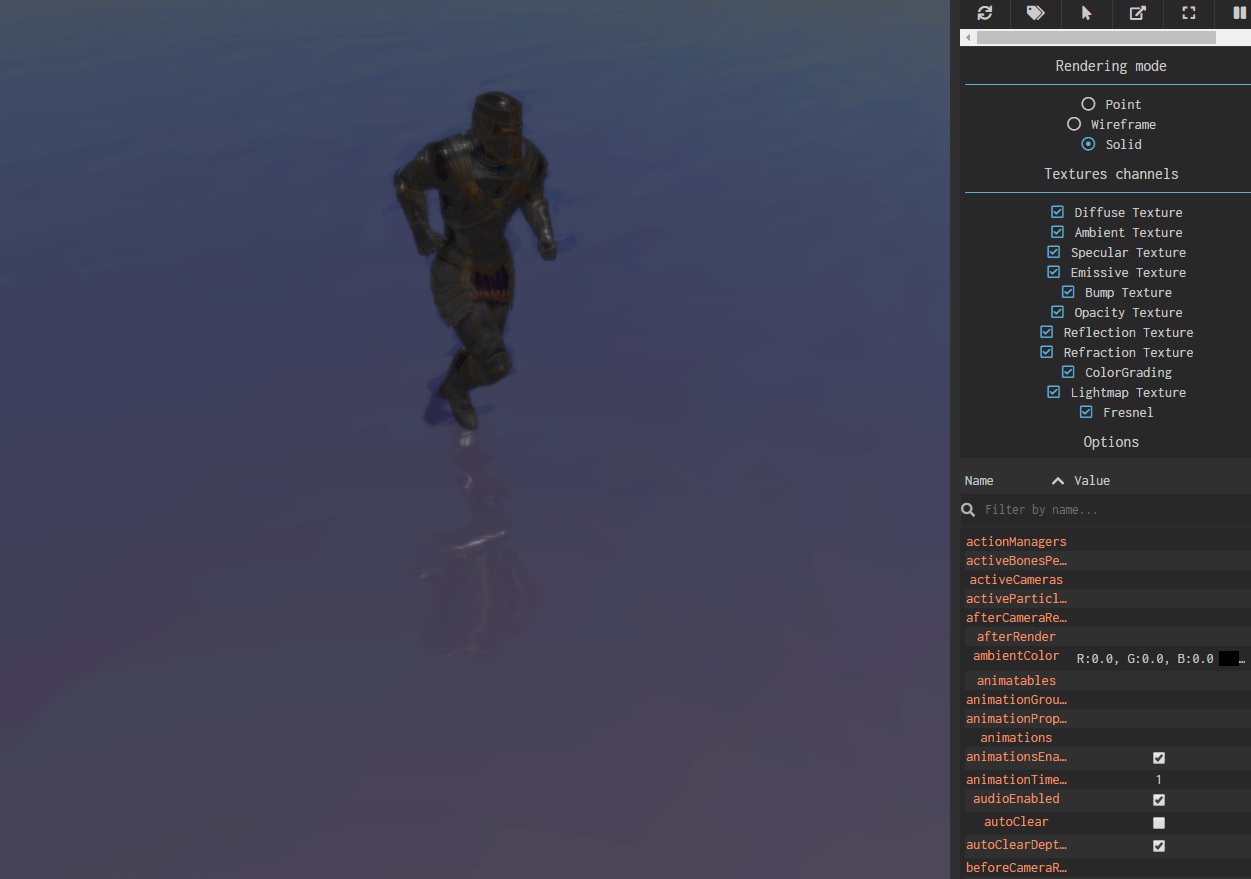 Rendering mode
Point
Wireframe
Solid
Textures channels
Diffuse Texture
Ambient Texture
Specular Texture
Emissive Texture
Bump Texture
Opacity Texture
Reflection Texture
Refraction Texture
ColorGrading
Lightmap Texture
Fresnel
Options
Name Value
Filter by name...
actionManagers
activeBonesPe…
activeCameras
activeParticl…
afterCameraRe…
afterRender
ambientColor R:0.0, G:0.0, B:0.0 …
animatables
animationGrou…
animationProp…
animations
animationsEna…
animationTime… 1
audioEnabled
autoClear
autoClearDept…
beforeCameraR…